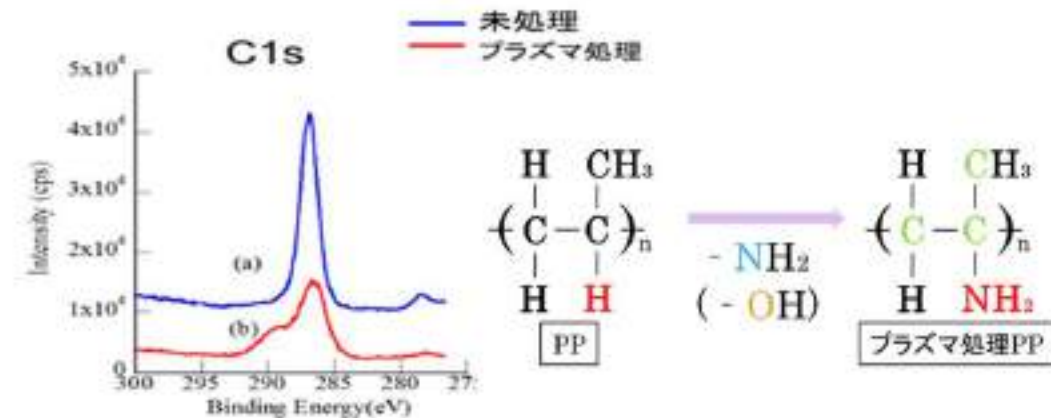 未処理
プラズマ処理
C1s
5x10⁴
4x10⁴
3x10⁴
2x10⁴
1x10⁴
0
Intensity (cps)
(a)
(b)
300 295 290 285 280 27:
Binding Energy(eV)
H CH₃
( C – C )n
H H
PP
- NH₂
( - OH)
H CH₃
( C – C )n
H NH₂
プラズマ処理PP